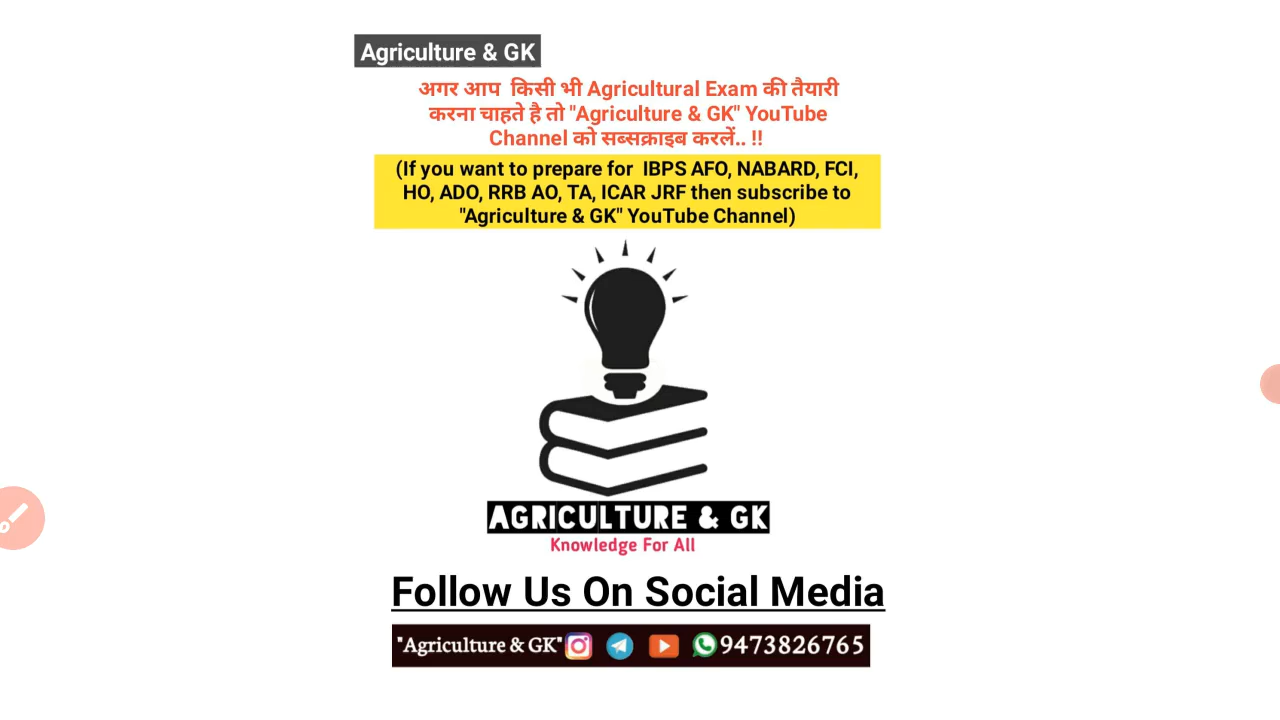 Agriculture & GK
अगर आप किसी भी Agricultural Exam की तैयारी
करना चाहते है तो "Agriculture & GK" YouTube
Channel को सब्सक्राइब करलें.. !!
(If you want to prepare for IBPS AFO, NABARD, FCI,
HO, ADO, RRB AO, TA, ICAR JRF then subscribe to
"Agriculture & GK" YouTube Channel)
AGRICULTURE & GK
Knowledge For All
Follow Us On Social Media
"Agriculture & GK" 9473826765